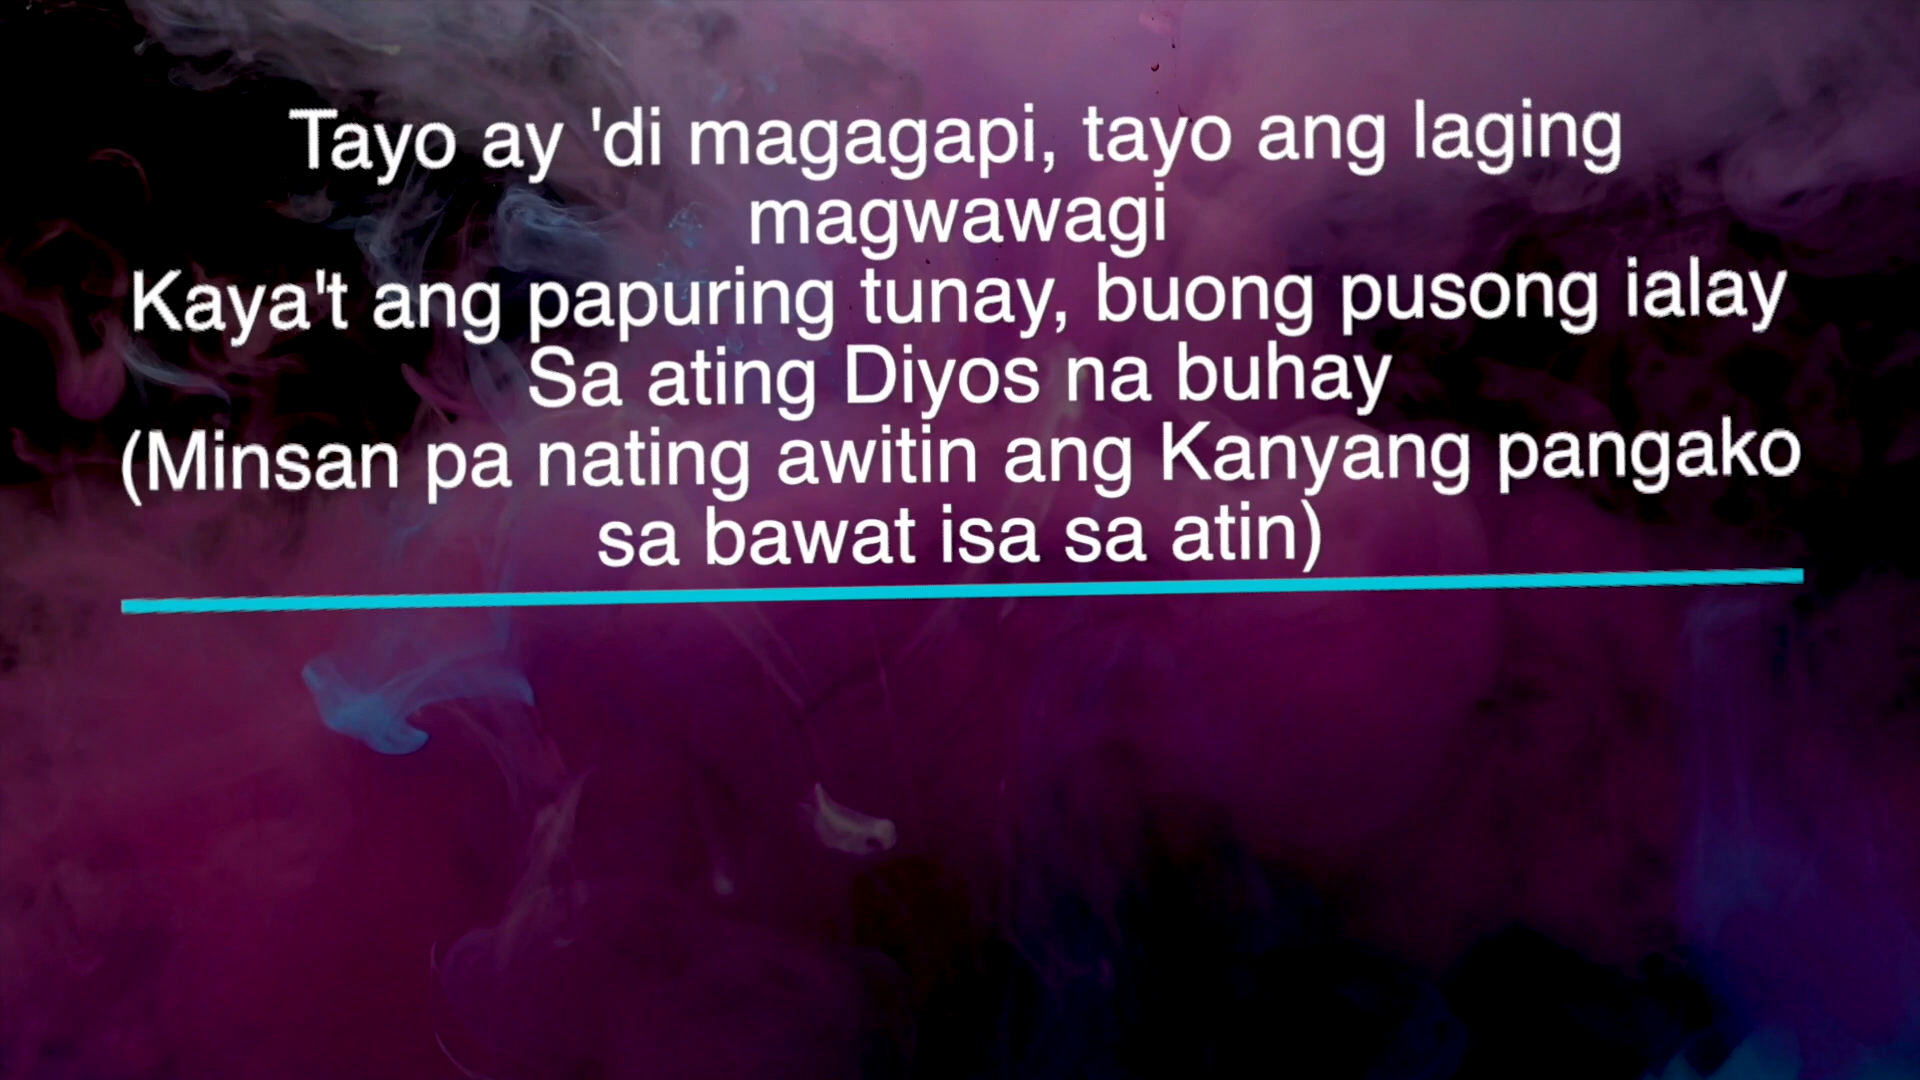 Tayo ay 'di magagapi, tayo ang laging
magwawagi
Kaya't ang papuring tunay, buong pusong ialay
Sa ating Diyos na buhay
(Minsan pa nating awitin ang Kanyang pangako
sa bawat isa sa atin)